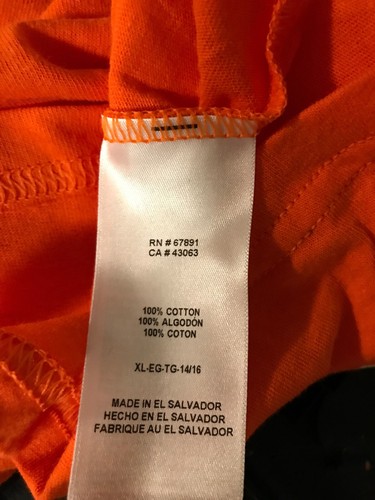 RN # 67891
CA # 43063
100% COTTON
100% ALGODÓN
100% COTON
XL-EG-TG-14/16
MADE IN EL SALVADOR
HECHO EN EL SALVADOR
FABRIQUE AU EL SALVADOR